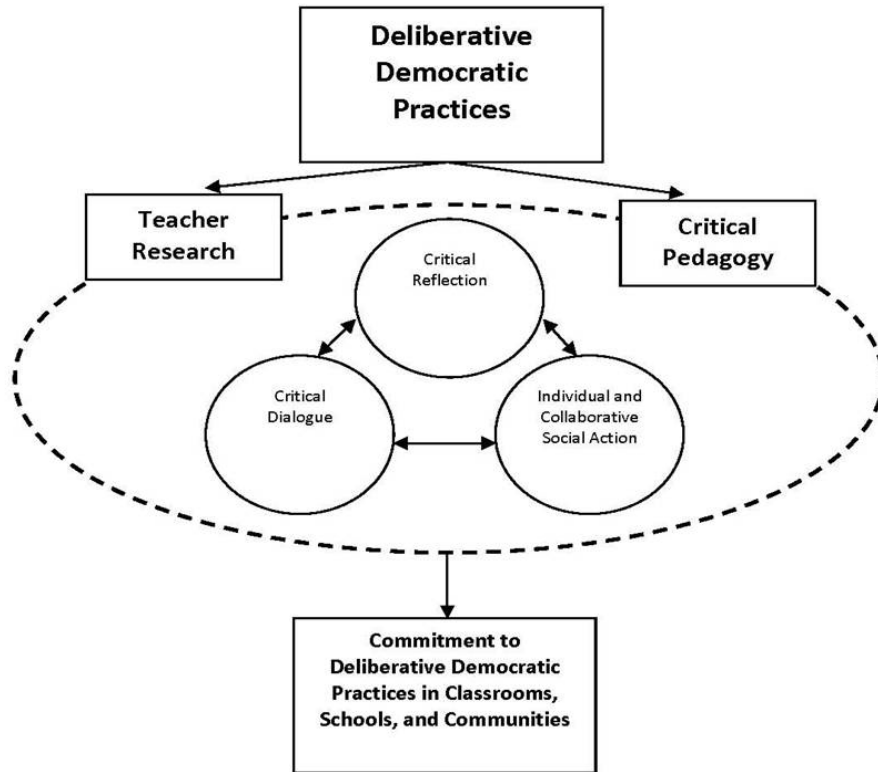 Deliberative
Democratic
Practices
Teacher
Research
Critical
Pedagogy
Critical
Reflection
Critical
Dialogue
Individual and
Collaborative
Social Action
Commitment to
Deliberative Democratic
Practices in Classrooms,
Schools, and Communities